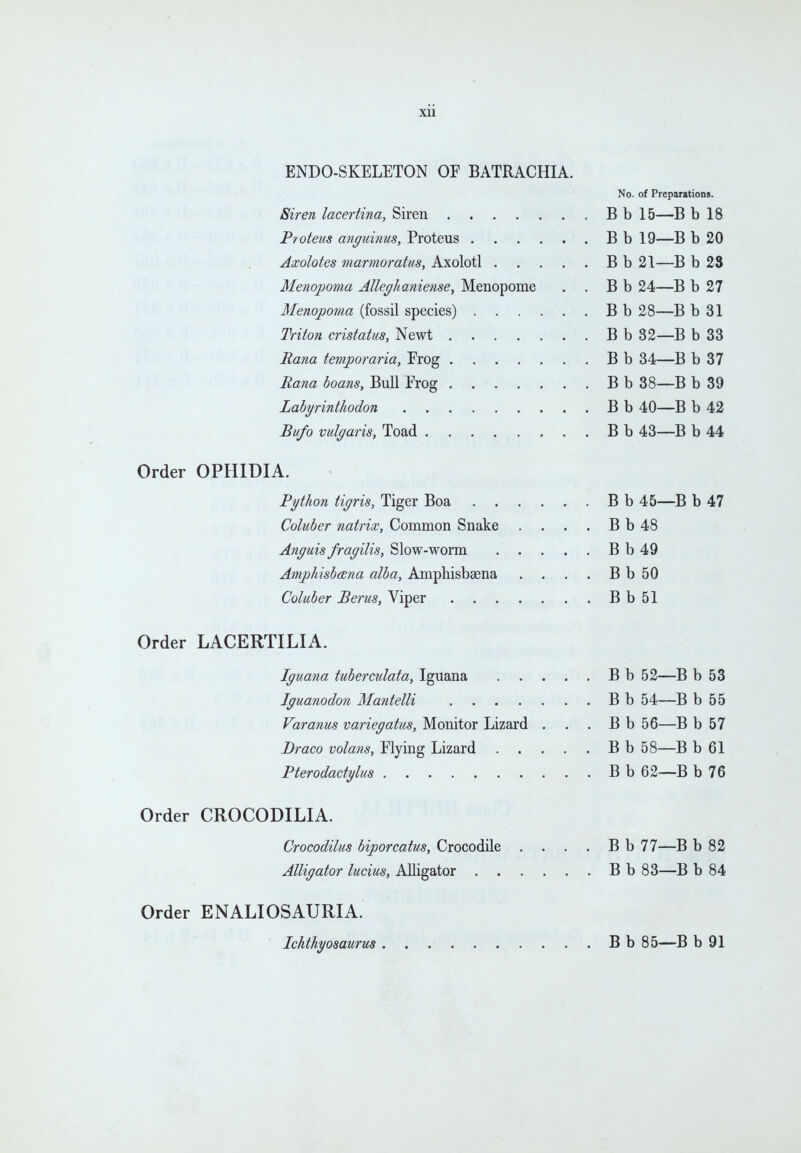 xii
ENDO-SKELETON OF BATRACHIA.
No. of Preparations.
Siren lacertina, Siren . . . . . . . B b 15—B b 18
Proteus anguinus, Proteus . . . . . . B b 19—B b 20
Axolotes marmoratus, Axolotl . . . . . B b 21—B b 23
Menopoma Alleghaniense, Menopome . . B b 24—B b 27
Menopoma (fossil species) . . . . . . B b 28—B b 31
Triton cristatus, Newt . . . . . . . B b 32—B b 33
Rana temporaria, Frog . . . . . . . B b 34—B b 37
Rana boans, Bull Frog . . . . . . . B b 38—B b 39
Labyrinthodon . . . . . . . . . B b 40—B b 42
Bufo vulgaris, Toad . . . . . . . . B b 43—B b 44
Order OPHIDIA.
Python tigris, Tiger Boa . . . . . . B b 45—B b 47
Coluber natrix, Common Snake . . . . B b 48
Anguis fragilis, Slow-worm . . . . . B b 49
Amphisbæna alba, Amphisbæna . . . . B b 50
Coluber Berus, Viper . . . . . . . B b 51
Order LACERTILIA.
Iguana tuberculata, Iguana . . . . . B b 52—B b 53
Iguanodon Mantelli . . . . . . . B b 54—B b 55
Varanus variegatus, Monitor Lizard . . . B b 56—B b 57
Draco volans, Flying Lizard . . . . . B b 58—B b 61
Pterodactylus . . . . . . . . . . B b 62—B b 76
Order CROCODILIA.
Crocodilus biporcatus, Crocodile . . . . B b 77—B b 82
Alligator lucius, Alligator . . . . . . B b 83—B b 84
Order ENALIOSAURIA.
Ichthyosaurus . . . . . . . . . . B b 85—B b 91